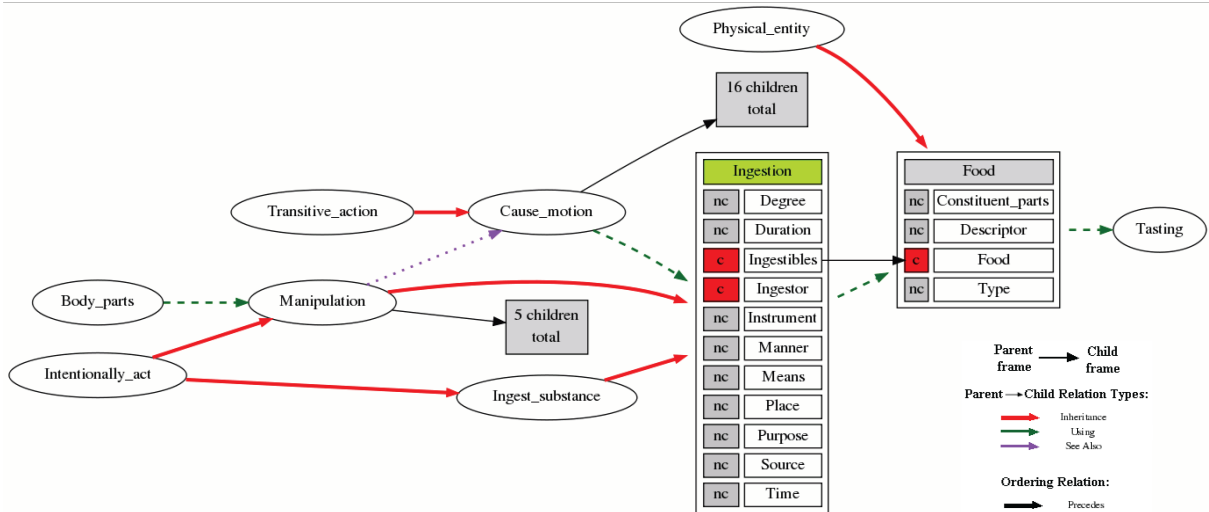 Physical_entity
16 children
total
Ingestion
nc Degree
nc Duration
c Ingestibles
c Ingestor
nc Instrument
nc Manner
nc Means
nc Place
nc Purpose
nc Source
nc Time
Food
nc Constituent_parts
nc Descriptor
c Food
nc Type
Transitive_action
Cause_motion
Tasting
Body_parts
Manipulation
5 children
total
Intentionally_act
Ingest_substance
Parent
frame
Child
frame
Parent → Child Relation Types:
Inheritance
Using
See Also
Ordering Relation:
Precedes